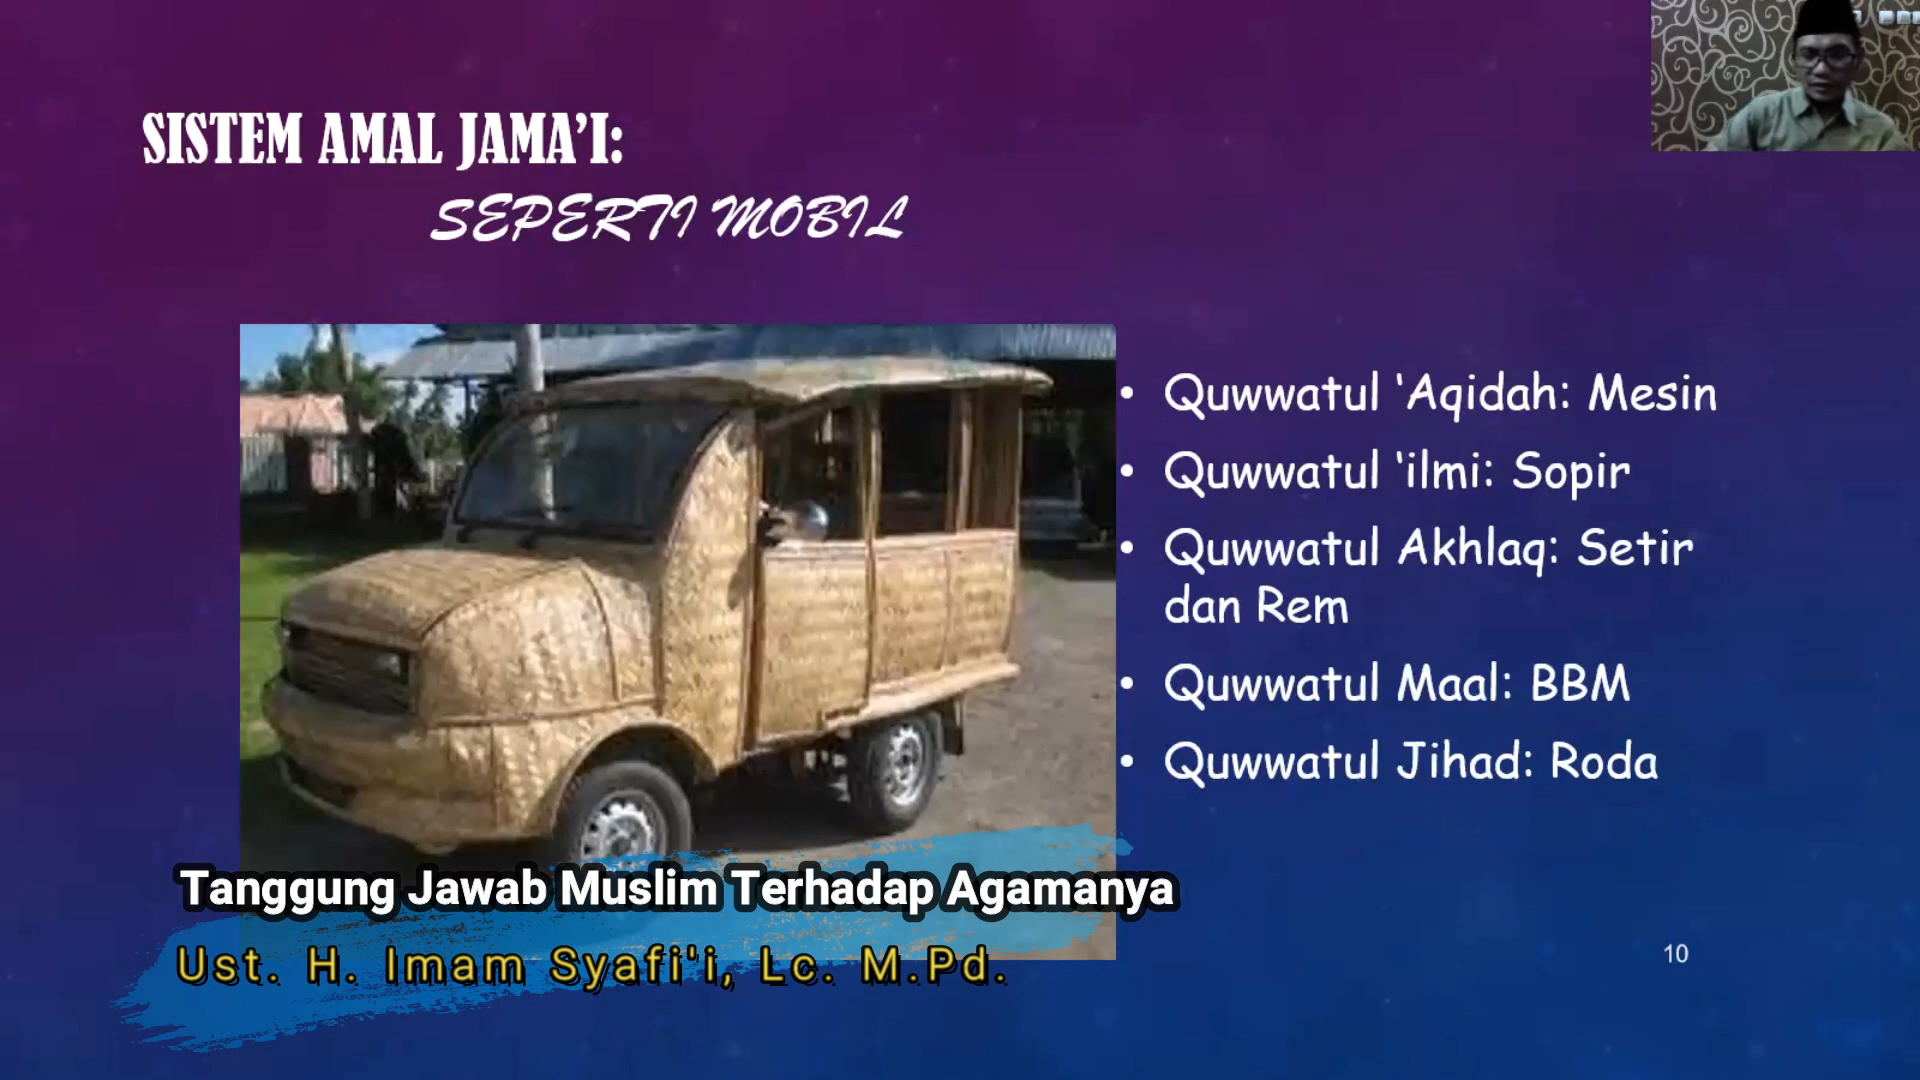 SISTEM AMAL JAMA’I:
SEPERTI MOBIL
• Quwwatul ‘Aqidah: Mesin
• Quwwatul ‘ilmi: Sopir
• Quwwatul Akhlaq: Setir
dan Rem
• Quwwatul Maal: BBM
• Quwwatul Jihad: Roda
Tanggung Jawab Muslim Terhadap Agamanya
Ust. H. Imam Syafi'i, Lc. M.Pd.
10